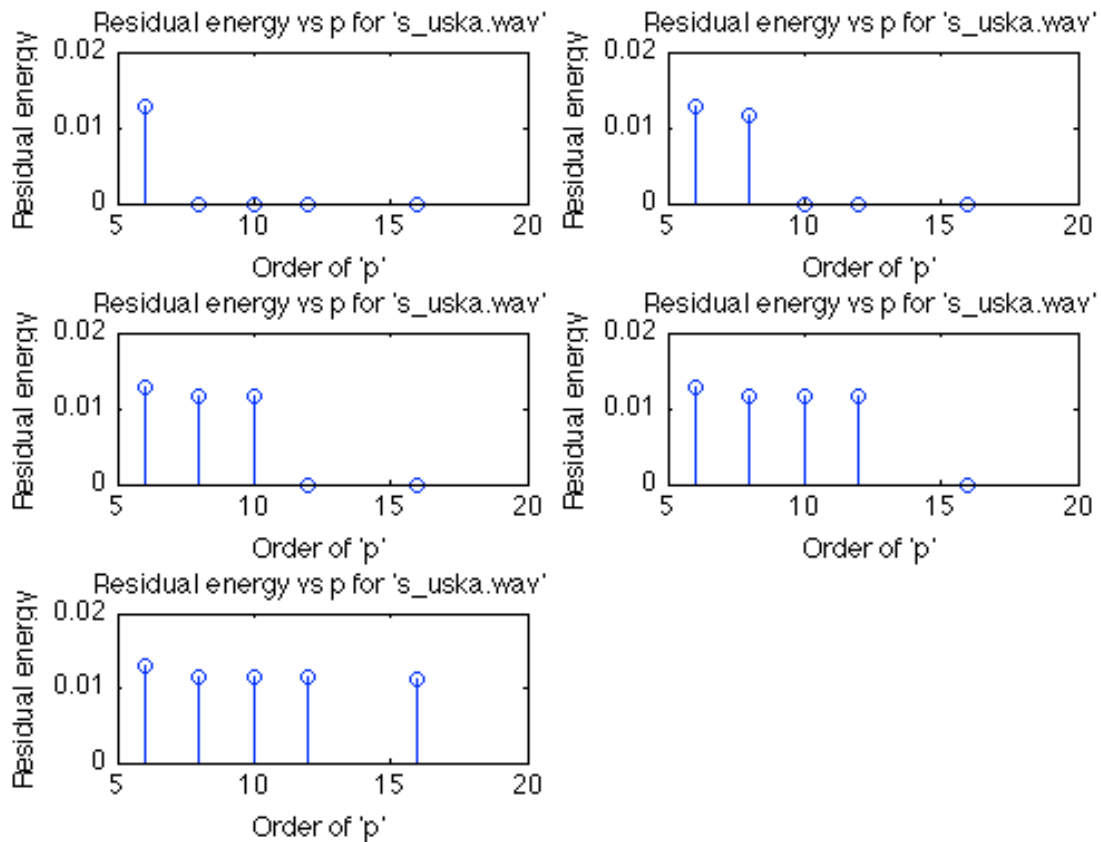 Residual energy vs p for 's_uska.wav'
Residual energy
0.02
0.01
0
5 10 15 20
Order of 'p'
Residual energy vs p for 's_uska.wav'
Residual energy
0.02
0.01
0
5 10 15 20
Order of 'p'
Residual energy vs p for 's_uska.wav'
Residual energy
0.02
0.01
0
5 10 15 20
Order of 'p'
Residual energy vs p for 's_uska.wav'
Residual energy
0.02
0.01
0
5 10 15 20
Order of 'p'
Residual energy vs p for 's_uska.wav'
Residual energy
0.02
0.01
0
5 10 15 20
Order of 'p'